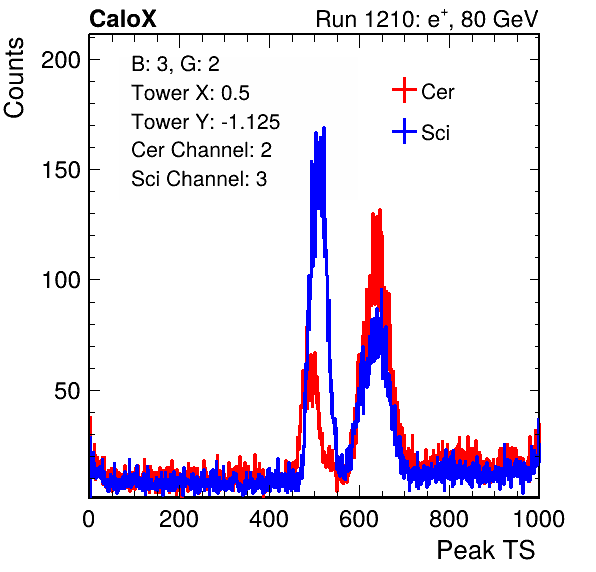 CaloX
Run 1210: e+, 80 GeV
Counts
B: 3, G: 2
Tower X: 0.5
Tower Y: -1.125
Cer Channel: 2
Sci Channel: 3
Cer
Sci
200
150
100
50
0
200
400
600
800
1000
Peak TS